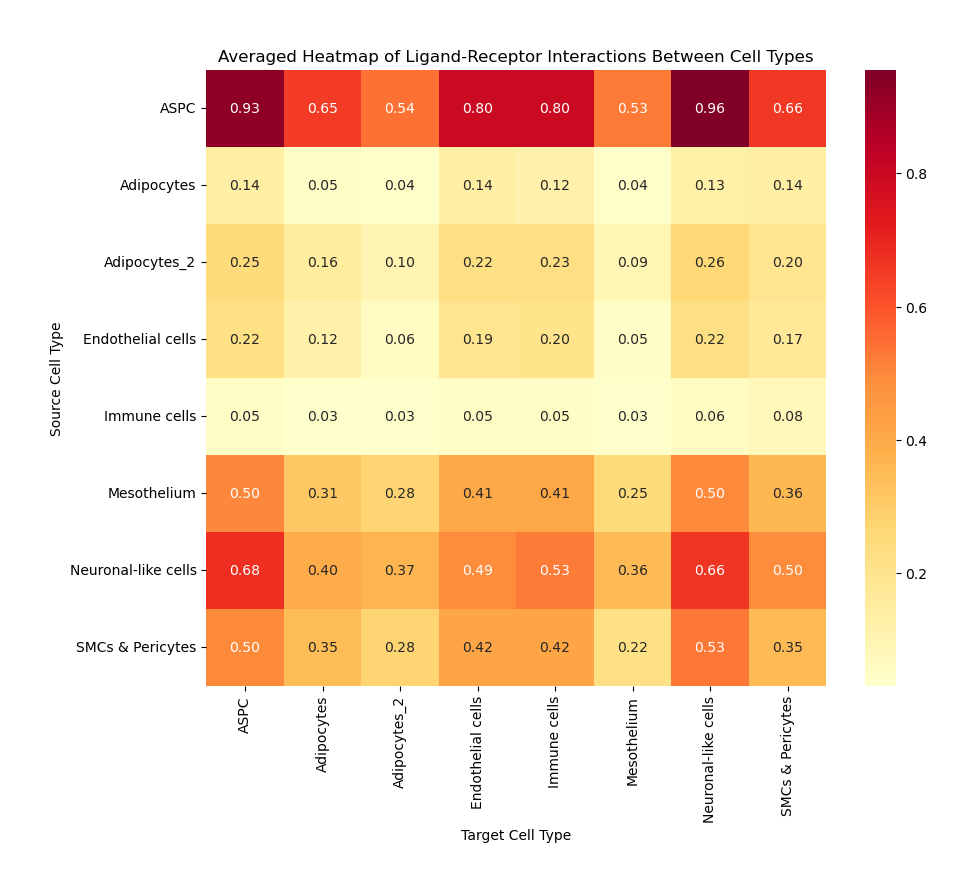 Averaged Heatmap of Ligand-Receptor Interactions Between Cell Types
ASPC 0.93 0.65 0.54 0.80 0.80 0.53 0.96 0.66
Adipocytes 0.14 0.05 0.04 0.14 0.12 0.04 0.13 0.14
Adipocytes_2 0.25 0.16 0.10 0.22 0.23 0.09 0.26 0.20
Endothelial cells 0.22 0.12 0.06 0.19 0.20 0.05 0.22 0.17
Immune cells 0.05 0.03 0.03 0.05 0.05 0.03 0.06 0.08
Mesothelium 0.50 0.31 0.28 0.41 0.41 0.25 0.50 0.36
Neuronal-like cells 0.68 0.40 0.37 0.49 0.53 0.36 0.66 0.50
SMCs & Pericytes 0.50 0.35 0.28 0.42 0.42 0.22 0.53 0.35
Source Cell Type
ASPC
Adipocytes
Adipocytes_2
Endothelial cells
Immune cells
Mesothelium
Neuronal-like cells
SMCs & Pericytes
Target Cell Type
0.8
0.6
0.4
0.2